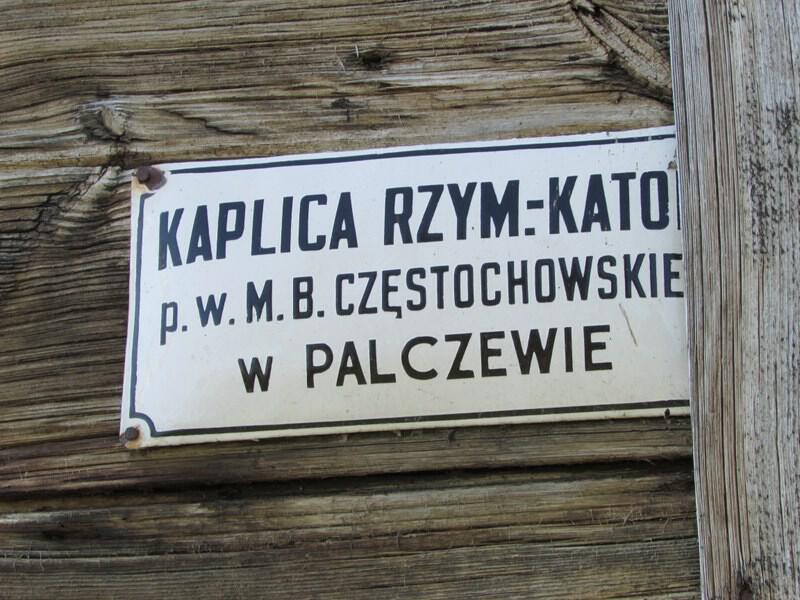 KAPLICA RZYM.-KATO
p.w. M.B. CZĘSTOCHOWSKIE
w PALCZEWIE